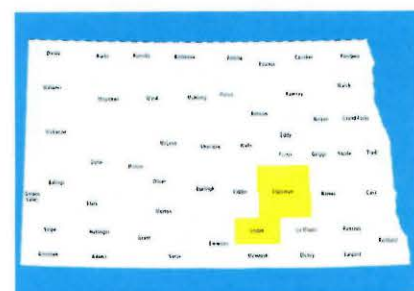 Divide Burke Renville Bottineau Rolette Towner Cavalier Pembina
Williams Mountrail Ward McHenry Pierce Ramsey Walsh
Benson Nelson Grand Forks
McKenzie Eddy
McLean Sheridan Wells Foster Griggs Steele Traill
Dunn Mercer
Billings Oliver Burleigh Kidder Stutsman Barnes Cass
Golden Valley Stark Morton
Slope Hettinger Grant Emmons Logan La Moure Ransom Richland
Bowman Adams Sioux McIntosh Dickey Sargent